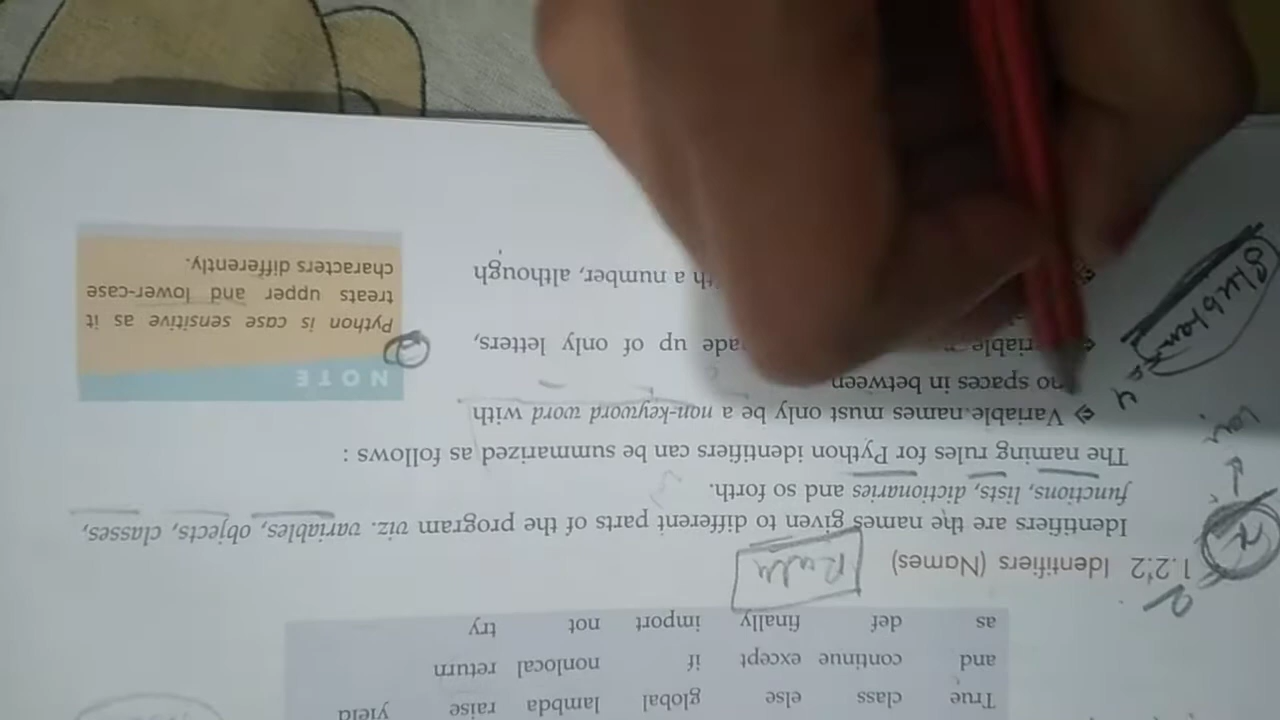 True class else global lambda raise yield
and continue except if nonlocal return
as def finally import not try
1.2.2 Identifiers (Names)
Rule
Identifiers are the names given to different parts of the program viz. variables, objects, classes,
functions, lists, dictionaries and so forth.
The naming rules for Python identifiers can be summarized as follows :
⇨ Variable names must only be a non-keyword word with
no spaces in between
up of only letters,
a number, although
NOTE
Python is case sensitive as it
treats upper and lower-case
characters differently.
Shubham